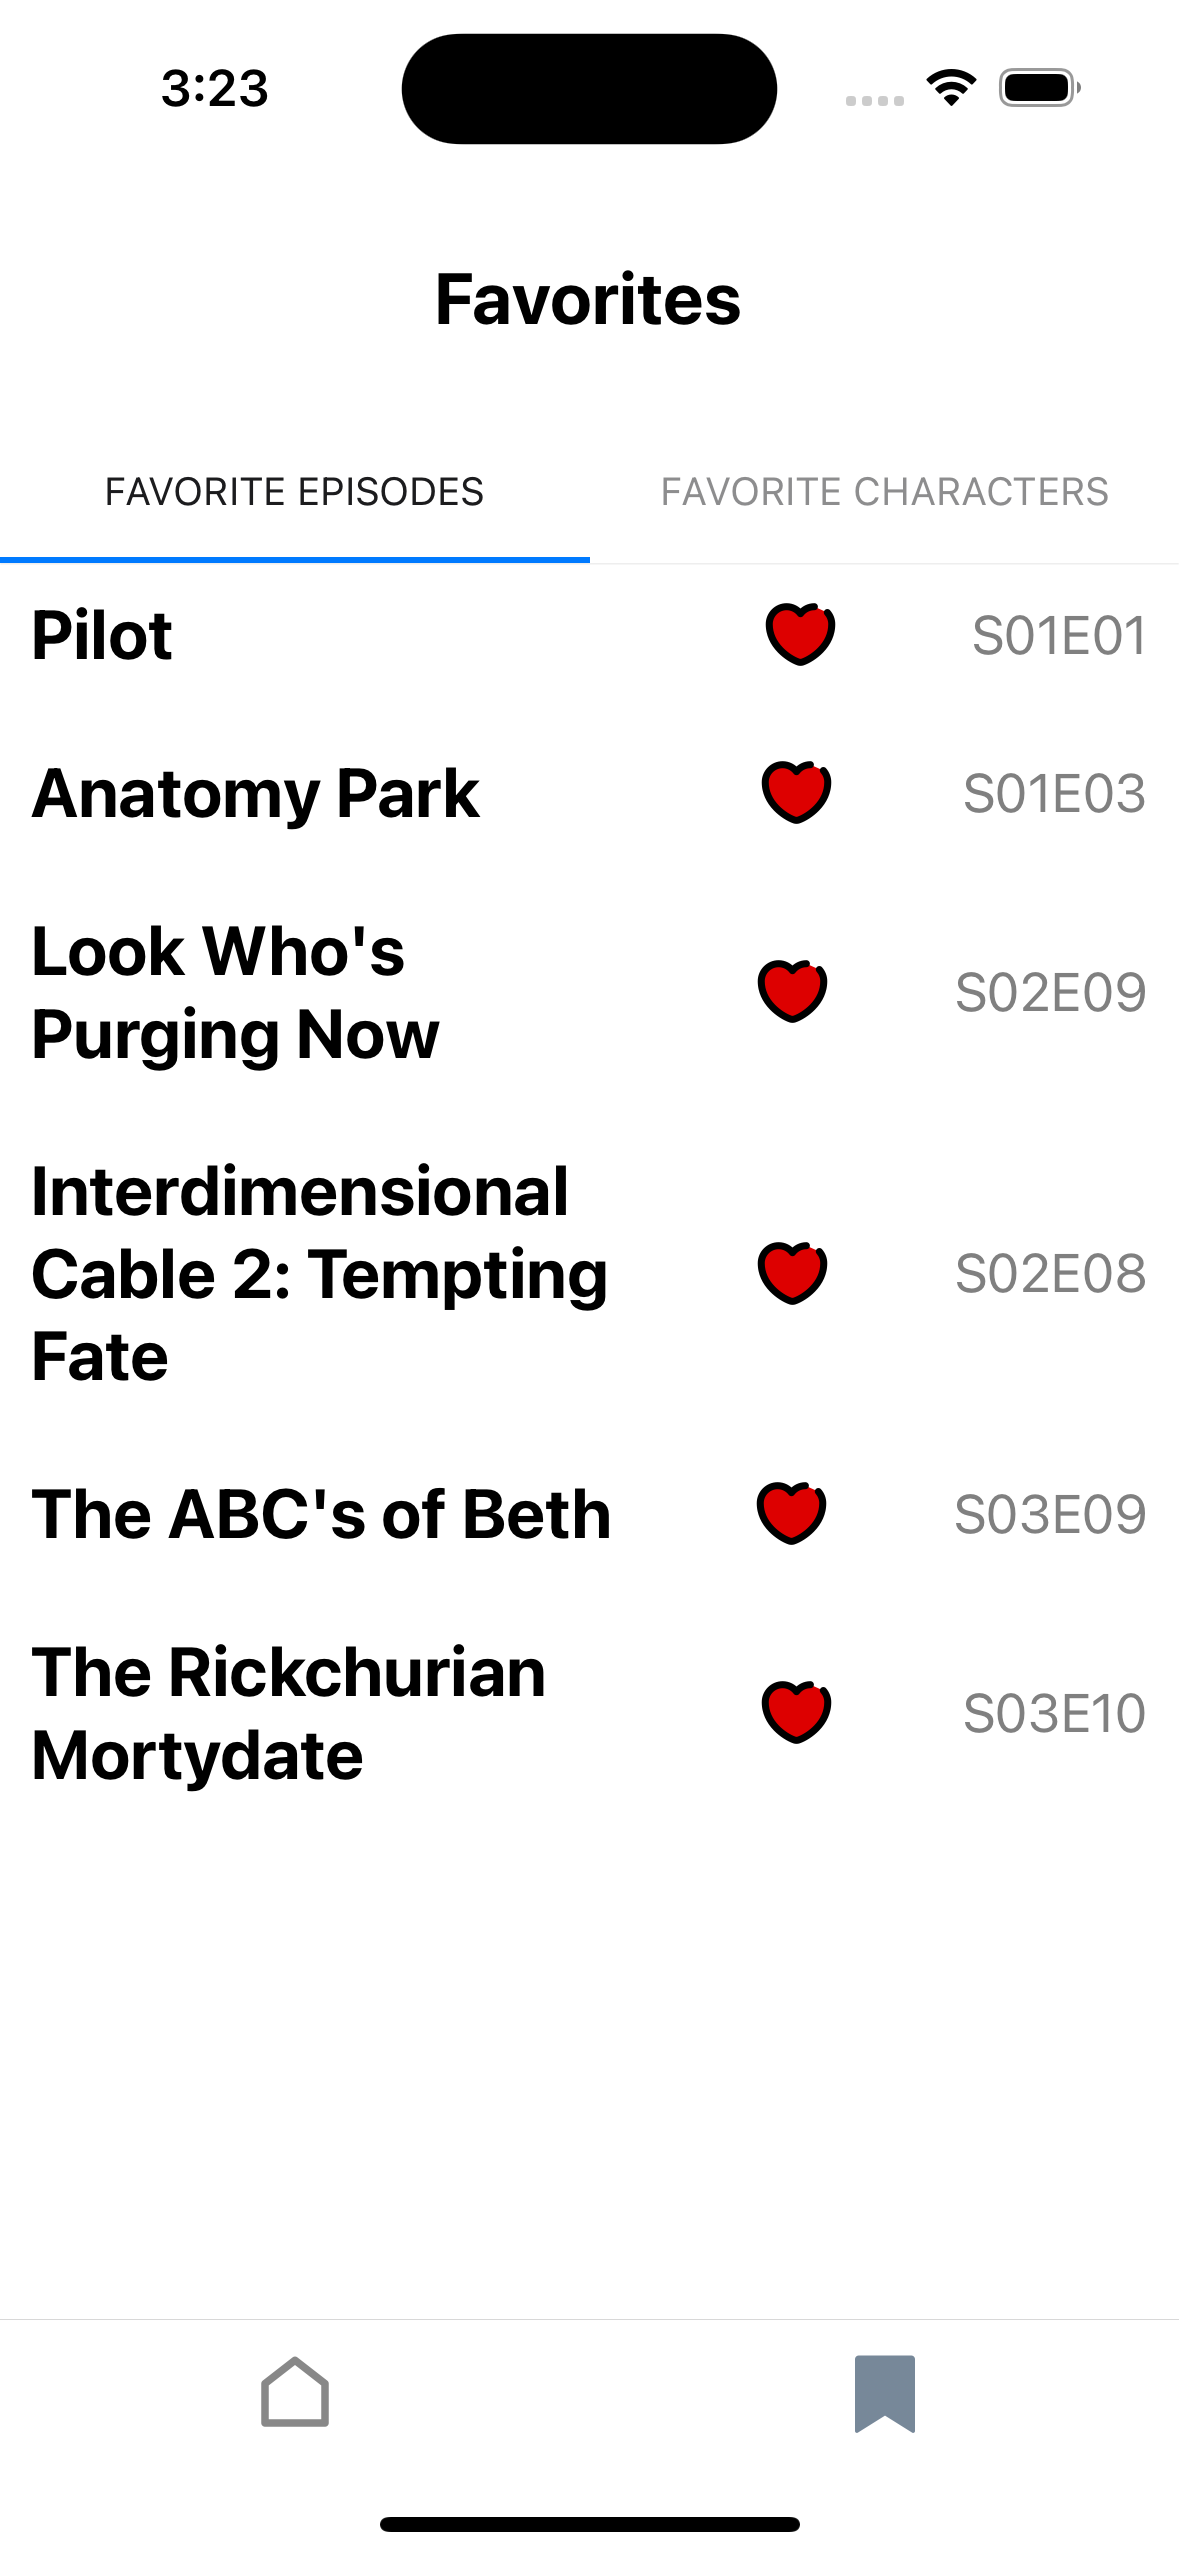 3:23
Favorites
FAVORITE EPISODES
FAVORITE CHARACTERS
Pilot
S01E01
Anatomy Park
S01E03
Look Who's
Purging Now
S02E09
Interdimensional
Cable 2: Tempting
Fate
S02E08
The ABC's of Beth
S03E09
The Rickchurian
Mortydate
S03E10